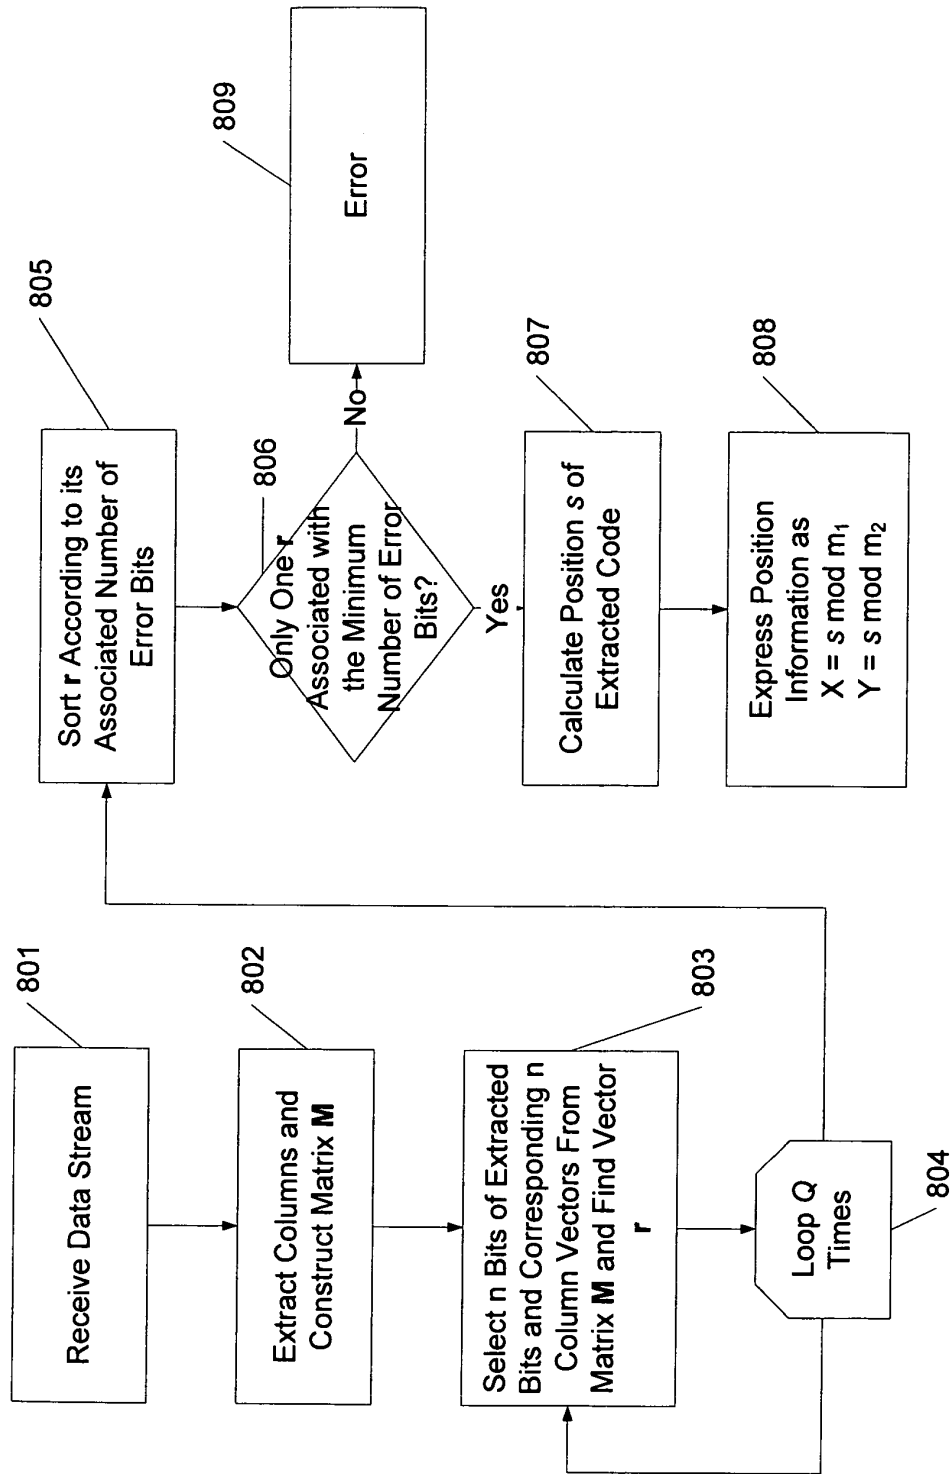 801
Receive Data Stream
802
Extract Columns and
Construct Matrix M
803
Select n Bits of Extracted
Bits and Corresponding n
Column Vectors From
Matrix M and Find Vector
r
Loop Q
Times
804
805
Sort r According to its
Associated Number of
Error Bits
806
Only One r
Associated with
the Minimum
Number of Error
Bits?
No
809
Error
Yes
807
Calculate Position s of
Extracted Code
808
Express Position
Information as
X = s mod m₁
Y = s mod m₂